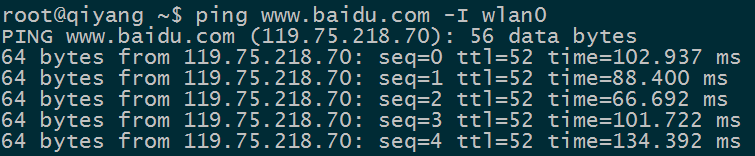 root@qiyang ~$ ping www.baidu.com -I wlan0
PING www.baidu.com (119.75.218.70): 56 data bytes
64 bytes from 119.75.218.70: seq=0 ttl=52 time=102.937 ms
64 bytes from 119.75.218.70: seq=1 ttl=52 time=88.400 ms
64 bytes from 119.75.218.70: seq=2 ttl=52 time=66.692 ms
64 bytes from 119.75.218.70: seq=3 ttl=52 time=101.722 ms
64 bytes from 119.75.218.70: seq=4 ttl=52 time=134.392 ms